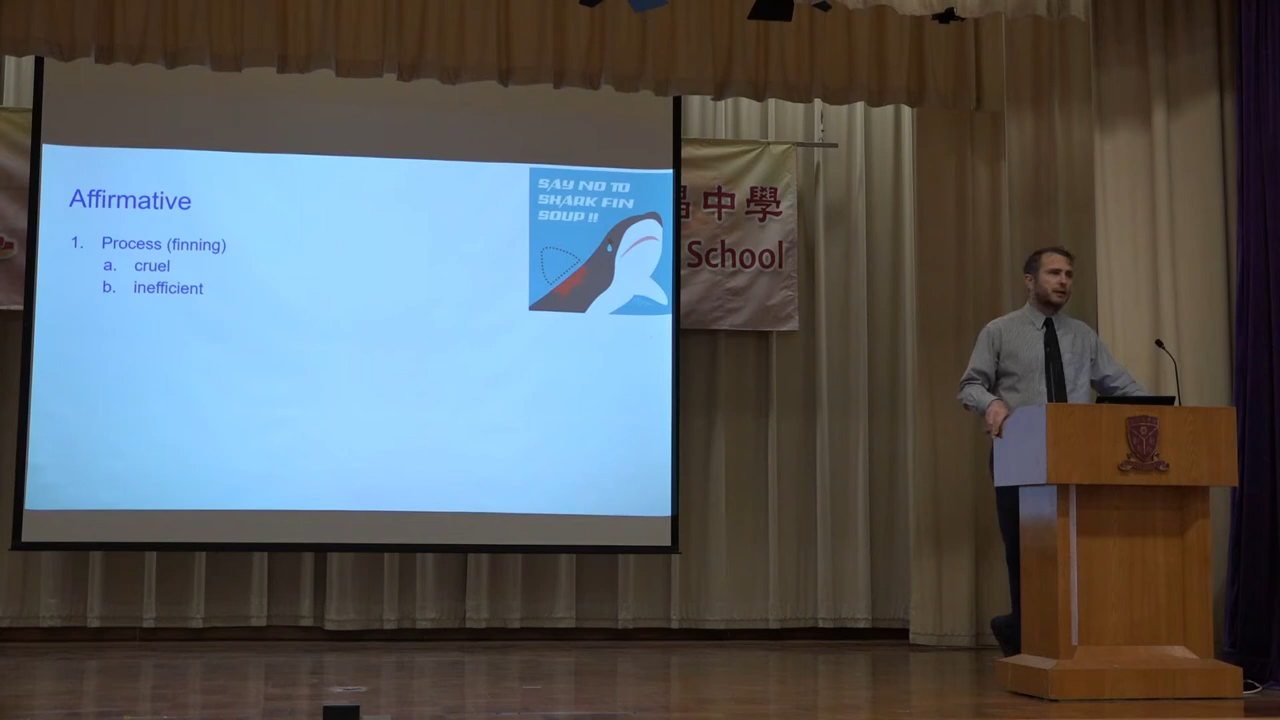 Affirmative
1. Process (finning)
a. cruel
b. inefficient
SAY NO TO
SHARK FIN
SOUP !!
中學
School